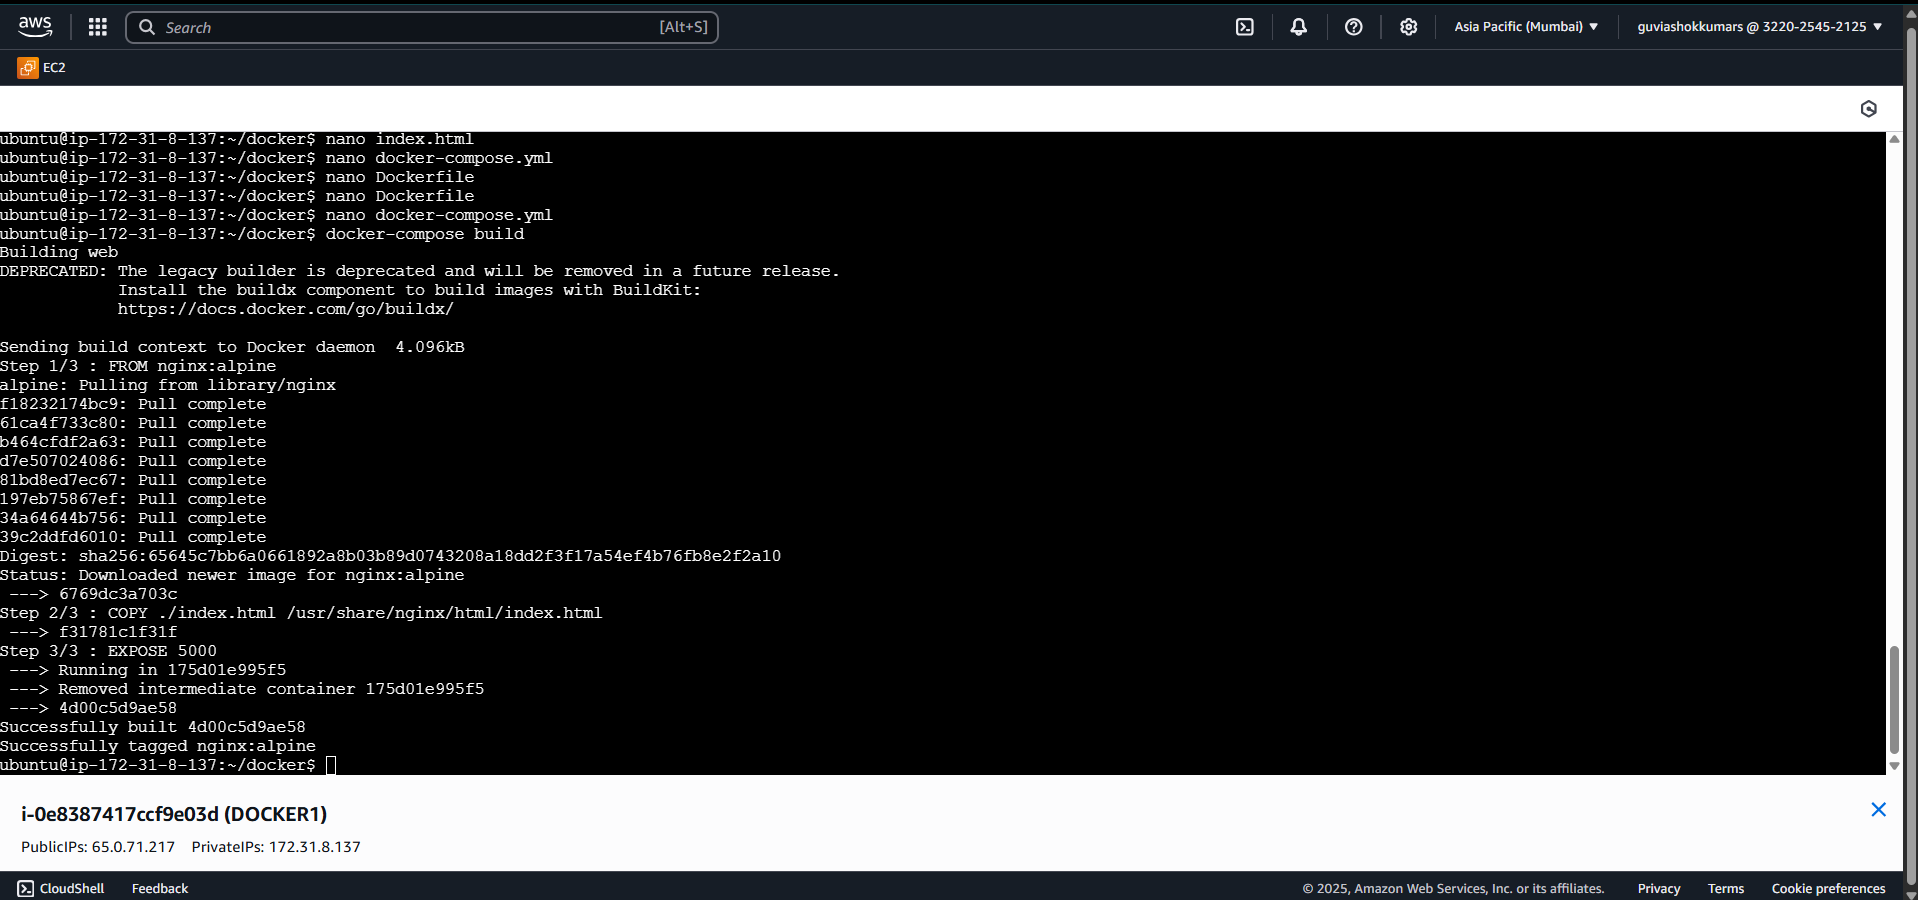 aws
Search
[Alt+S]
Asia Pacific (Mumbai)
guviashokkumars @ 3220-2545-2125
EC2
ubuntu@ip-172-31-8-137:~/docker$ nano index.html
ubuntu@ip-172-31-8-137:~/docker$ nano docker-compose.yml
ubuntu@ip-172-31-8-137:~/docker$ nano Dockerfile
ubuntu@ip-172-31-8-137:~/docker$ nano Dockerfile
ubuntu@ip-172-31-8-137:~/docker$ nano docker-compose.yml
ubuntu@ip-172-31-8-137:~/docker$ docker-compose build
Building web
DEPRECATED: The legacy builder is deprecated and will be removed in a future release.
Install the buildx component to build images with BuildKit:
https://docs.docker.com/go/buildx/
Sending build context to Docker daemon  4.096kB
Step 1/3 : FROM nginx:alpine
alpine: Pulling from library/nginx
f18232174bc9: Pull complete
61ca4f733c80: Pull complete
b464cfdf2a63: Pull complete
d7e507024086: Pull complete
81bd8ed7ec67: Pull complete
197eb75867ef: Pull complete
34a64644b756: Pull complete
39c2ddfd6010: Pull complete
Digest: sha256:65645c7bb6a0661892a8b03b89d0743208a18dd2f3f17a54ef4b76fb8e2f2a10
Status: Downloaded newer image for nginx:alpine
---> 6769dc3a703c
Step 2/3 : COPY ./index.html /usr/share/nginx/html/index.html
---> f31781c1f31f
Step 3/3 : EXPOSE 5000
---> Running in 175d01e995f5
---> Removed intermediate container 175d01e995f5
---> 4d00c5d9ae58
Successfully built 4d00c5d9ae58
Successfully tagged nginx:alpine
ubuntu@ip-172-31-8-137:~/docker$
i-0e8387417ccf9e03d (DOCKER1)
PublicIPs: 65.0.71.217 PrivateIPs: 172.31.8.137
CloudShell Feedback
© 2025, Amazon Web Services, Inc. or its affiliates. Privacy Terms Cookie preferences